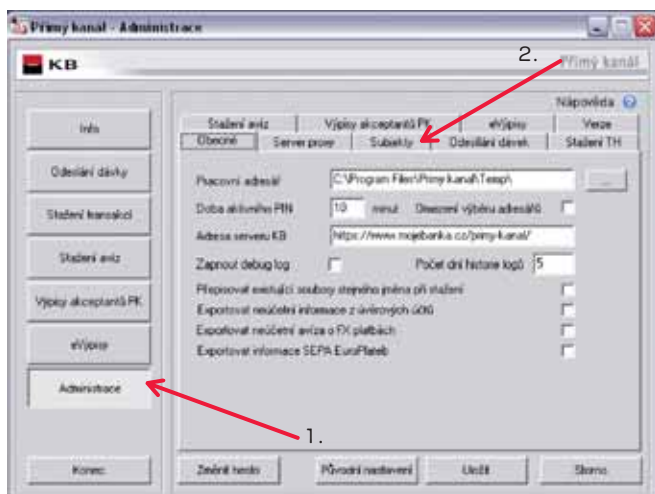 Přímý kanál - Administrace
KB
2.
Přímý kanál
Nápověda
Info
Odeslání dávky
Stažení transakcí
Stažení avíz
Výpisy akceptantů PK
eVýpisy
Administrace
Konec
Stažení avíz Výpisy akceptantů PK eVýpisy Verze
Obecné Server proxy Subjekty Odesílání dávek Stažení TH
Pracovní adresář C:\Program Files\Primy kanal\Temp\ ...
Doba aktivního PIN 10 minut Omezení výběru adresářů
Adresa serveru KB https://www.mojebanka.cz/primy-kanal/
Zapnout debug log Počet dní historie logů 5
Přepisovat existující soubory stejného jména při stažení
Exportovat neúčetní informace z úvěrových účtů
Exportovat neúčetní avíza o FX platbách
Exportovat informace SEPA EuroPlateb
1.
Změnit heslo Původní nastavení Uložit Storno